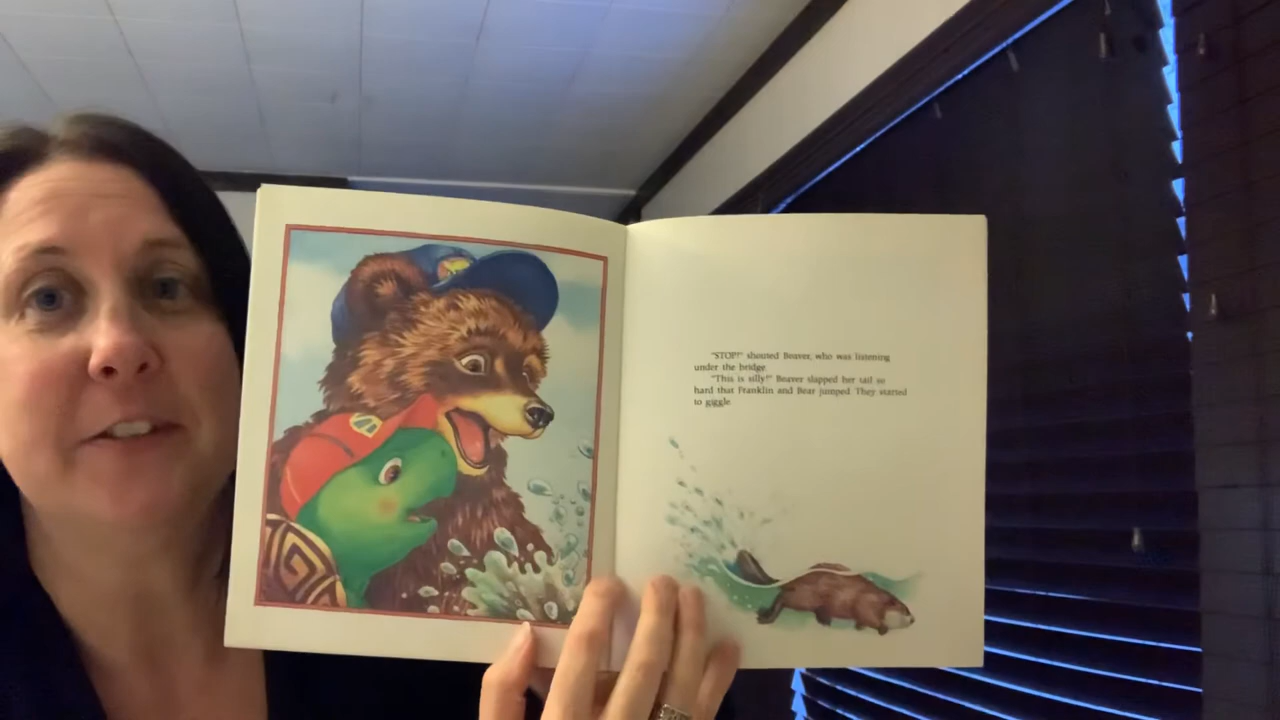 "STOP!" shouted Beaver, who was listening
under the bridge.
"This is silly!" Beaver slapped her tail so
hard that Franklin and Bear jumped. They started
to giggle.